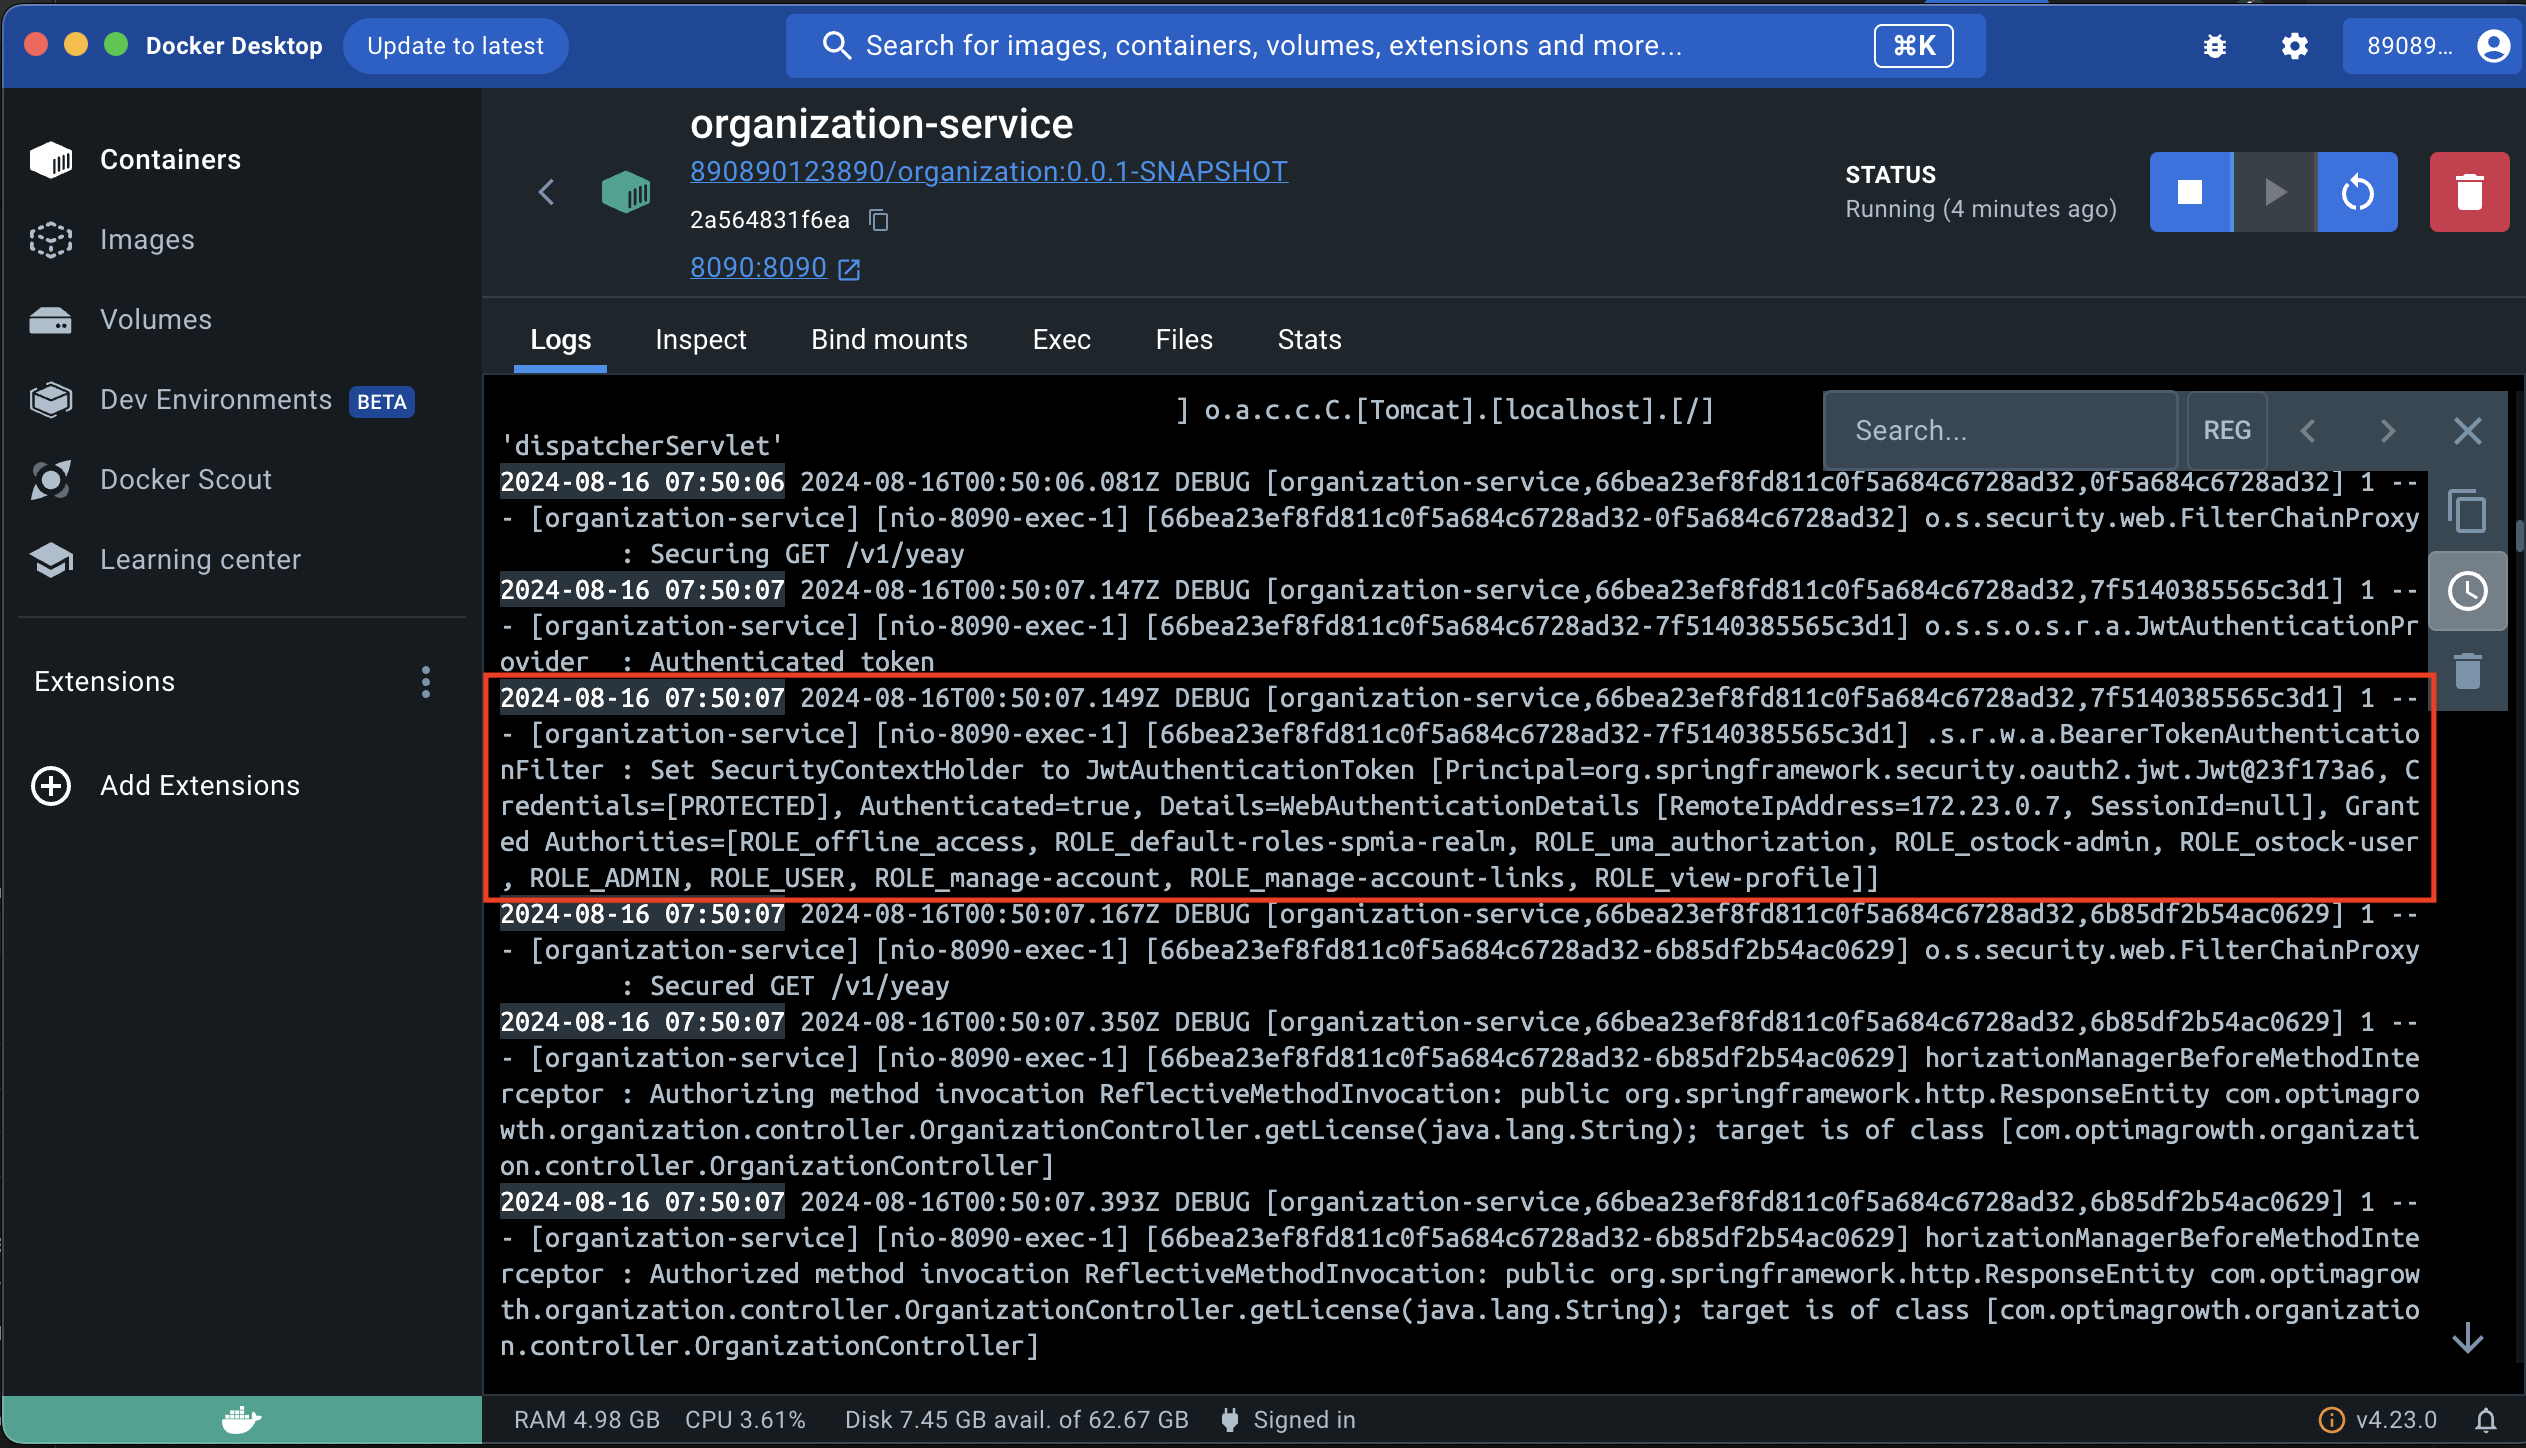 Docker Desktop
Update to latest
Search for images, containers, volumes, extensions and more...
⌘K
89089...
Containers
Images
Volumes
Dev Environments BETA
Docker Scout
Learning center
Extensions
Add Extensions
organization-service
890890123890/organization:0.0.1-SNAPSHOT
2a564831f6ea
8090:8090
STATUS
Running (4 minutes ago)
Logs Inspect Bind mounts Exec Files Stats
Search...
REG
] o.a.c.c.C.[Tomcat].[localhost].[/]
'dispatcherServlet'
2024-08-16 07:50:06 2024-08-16T00:50:06.081Z DEBUG [organization-service,66bea23ef8fd811c0f5a684c6728ad32,0f5a684c6728ad32] 1 --
- [organization-service] [nio-8090-exec-1] [66bea23ef8fd811c0f5a684c6728ad32-0f5a684c6728ad32] o.s.security.web.FilterChainProxy
: Securing GET /v1/yeay
2024-08-16 07:50:07 2024-08-16T00:50:07.147Z DEBUG [organization-service,66bea23ef8fd811c0f5a684c6728ad32,7f5140385565c3d1] 1 --
- [organization-service] [nio-8090-exec-1] [66bea23ef8fd811c0f5a684c6728ad32-7f5140385565c3d1] o.s.s.o.s.r.a.JwtAuthenticationPr
ovider : Authenticated token
2024-08-16 07:50:07 2024-08-16T00:50:07.149Z DEBUG [organization-service,66bea23ef8fd811c0f5a684c6728ad32,7f5140385565c3d1] 1 --
- [organization-service] [nio-8090-exec-1] [66bea23ef8fd811c0f5a684c6728ad32-7f5140385565c3d1] .s.r.w.a.BearerTokenAuthenticatio
nFilter : Set SecurityContextHolder to JwtAuthenticationToken [Principal=org.springframework.security.oauth2.jwt.Jwt@23f173a6, C
redentials=[PROTECTED], Authenticated=true, Details=WebAuthenticationDetails [RemoteIpAddress=172.23.0.7, SessionId=null], Grant
ed Authorities=[ROLE_offline_access, ROLE_default-roles-spmia-realm, ROLE_uma_authorization, ROLE_ostock-admin, ROLE_ostock-user
, ROLE_ADMIN, ROLE_USER, ROLE_manage-account, ROLE_manage-account-links, ROLE_view-profile]]
2024-08-16 07:50:07 2024-08-16T00:50:07.167Z DEBUG [organization-service,66bea23ef8fd811c0f5a684c6728ad32,6b85df2b54ac0629] 1 --
- [organization-service] [nio-8090-exec-1] [66bea23ef8fd811c0f5a684c6728ad32-6b85df2b54ac0629] o.s.security.web.FilterChainProxy
: Secured GET /v1/yeay
2024-08-16 07:50:07 2024-08-16T00:50:07.350Z DEBUG [organization-service,66bea23ef8fd811c0f5a684c6728ad32,6b85df2b54ac0629] 1 --
- [organization-service] [nio-8090-exec-1] [66bea23ef8fd811c0f5a684c6728ad32-6b85df2b54ac0629] horizationManagerBeforeMethodInte
rceptor : Authorizing method invocation ReflectiveMethodInvocation: public org.springframework.http.ResponseEntity com.optimagro
wth.organization.controller.OrganizationController.getLicense(java.lang.String); target is of class [com.optimagrowth.organizati
on.controller.OrganizationController]
2024-08-16 07:50:07 2024-08-16T00:50:07.393Z DEBUG [organization-service,66bea23ef8fd811c0f5a684c6728ad32,6b85df2b54ac0629] 1 --
- [organization-service] [nio-8090-exec-1] [66bea23ef8fd811c0f5a684c6728ad32-6b85df2b54ac0629] horizationManagerBeforeMethodInte
rceptor : Authorized method invocation ReflectiveMethodInvocation: public org.springframework.http.ResponseEntity com.optimagrow
th.organization.controller.OrganizationController.getLicense(java.lang.String); target is of class [com.optimagrowth.organizatio
n.controller.OrganizationController]
RAM 4.98 GB CPU 3.61% Disk 7.45 GB avail. of 62.67 GB Signed in
v4.23.0